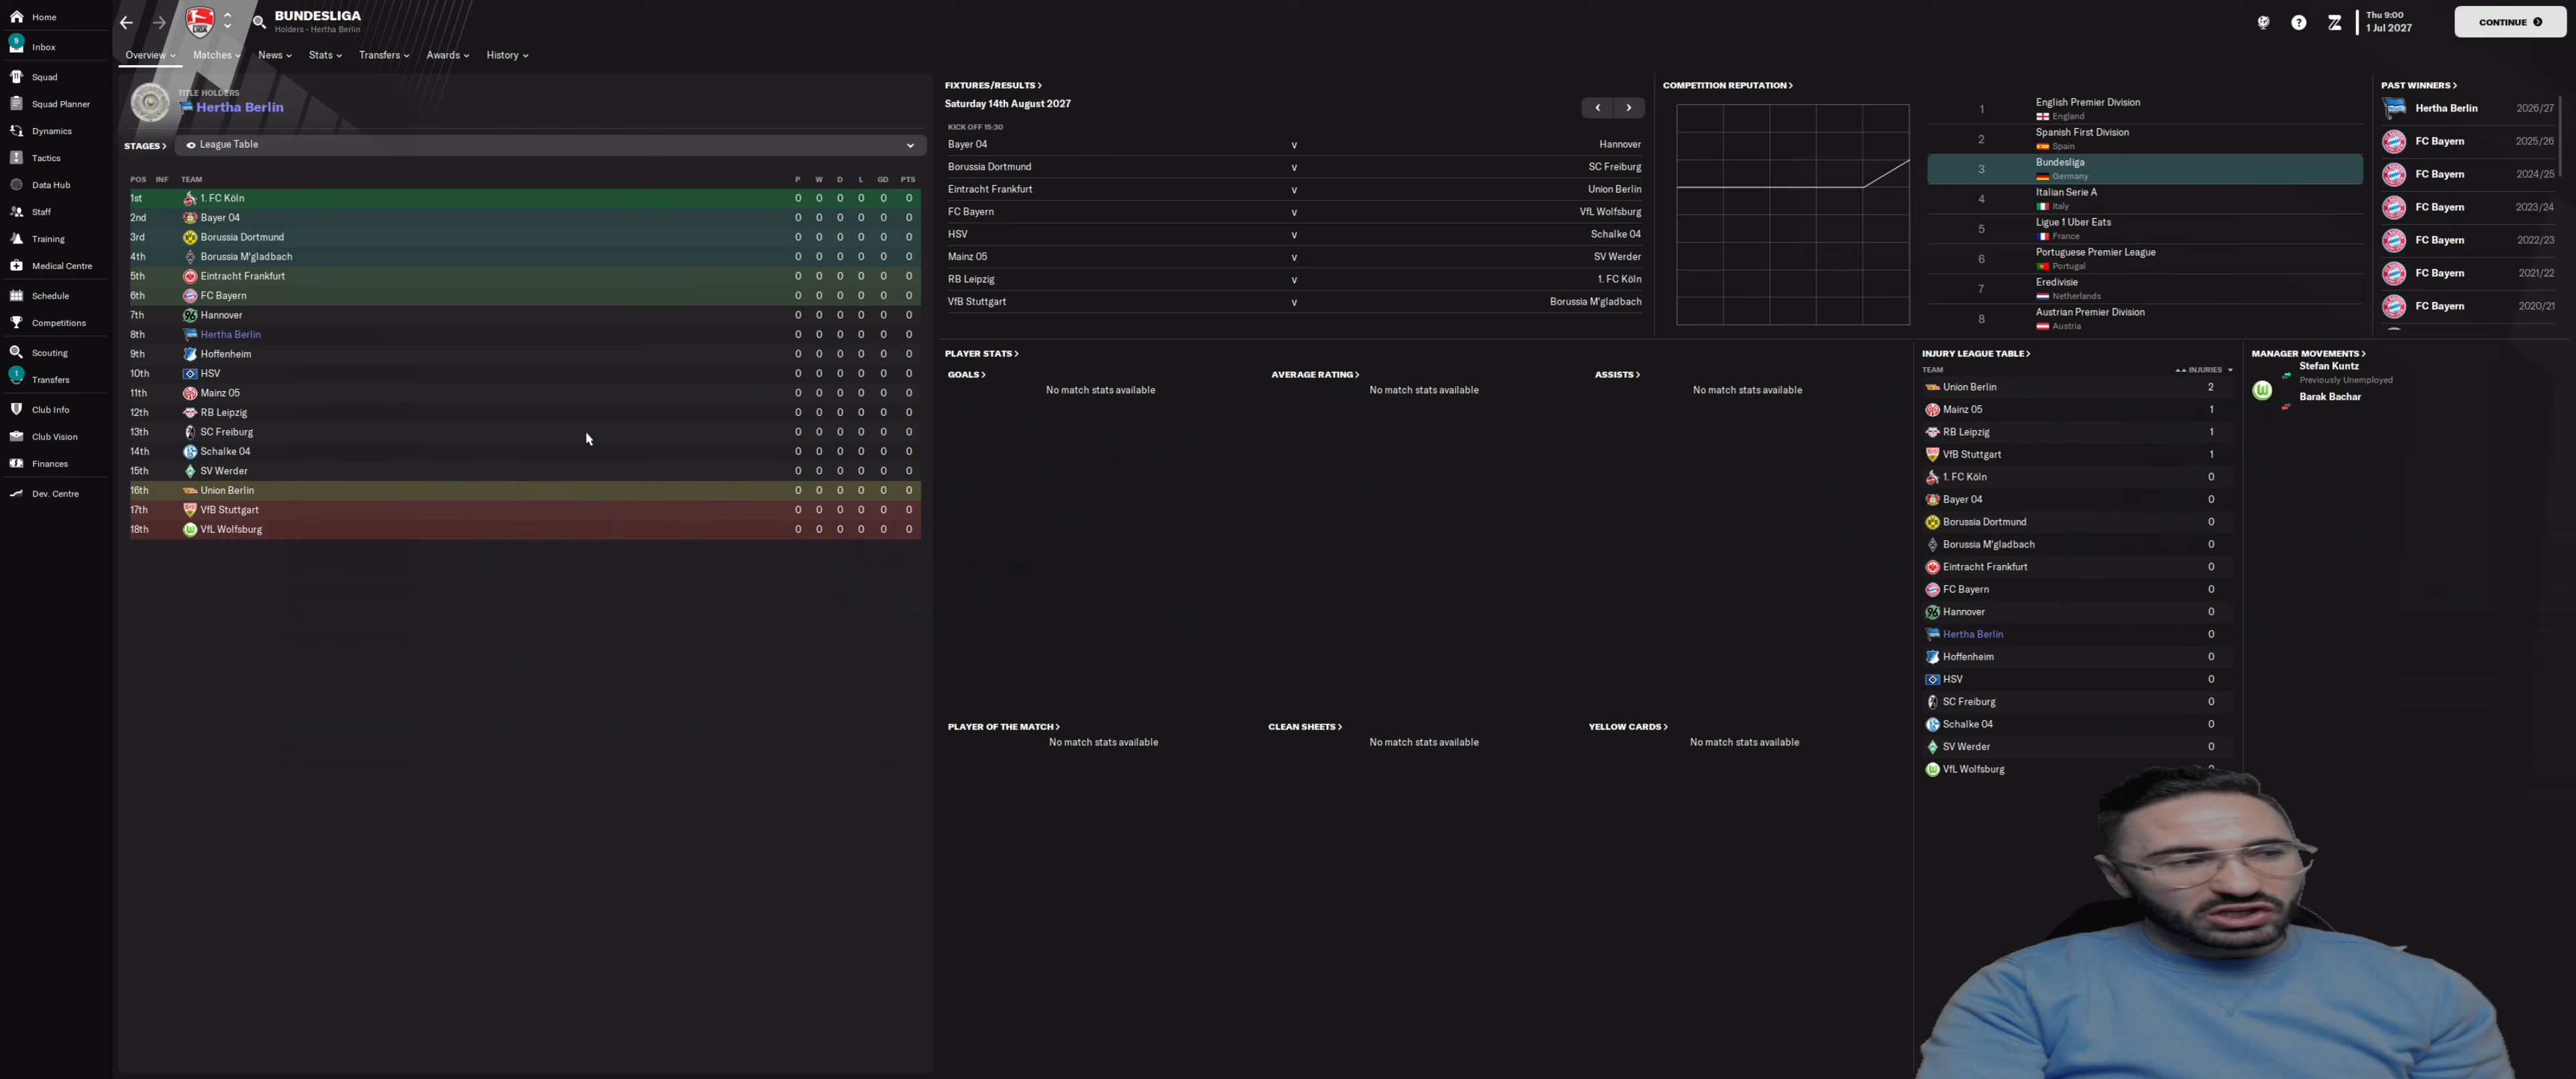 Home
Inbox
9
Squad
Squad Planner
Dynamics
Tactics
Data Hub
Staff
Training
Medical Centre
Schedule
Competitions
Scouting
Transfers
1
Club Info
Club Vision
Finances
Dev. Centre
BUNDESLIGA
Holders - Hertha Berlin
Thu 9:00
1 Jul 2027
CONTINUE
Overview Matches News Stats Transfers Awards History
TITLE HOLDERS
Hertha Berlin
STAGES > League Table
POS INF TEAM P W D L GD PTS
1st 1. FC Köln 0 0 0 0 0 0
2nd Bayer 04 0 0 0 0 0 0
3rd Borussia Dortmund 0 0 0 0 0 0
4th Borussia M'gladbach 0 0 0 0 0 0
5th Eintracht Frankfurt 0 0 0 0 0 0
6th FC Bayern 0 0 0 0 0 0
7th Hannover 0 0 0 0 0 0
8th Hertha Berlin 0 0 0 0 0 0
9th Hoffenheim 0 0 0 0 0 0
10th HSV 0 0 0 0 0 0
11th Mainz 05 0 0 0 0 0 0
12th RB Leipzig 0 0 0 0 0 0
13th SC Freiburg 0 0 0 0 0 0
14th Schalke 04 0 0 0 0 0 0
15th SV Werder 0 0 0 0 0 0
16th Union Berlin 0 0 0 0 0 0
17th VfB Stuttgart 0 0 0 0 0 0
18th VfL Wolfsburg 0 0 0 0 0 0
FIXTURES/RESULTS >
Saturday 14th August 2027
KICK OFF 15:30
Bayer 04 v Hannover
Borussia Dortmund v SC Freiburg
Eintracht Frankfurt v Union Berlin
FC Bayern v VfL Wolfsburg
HSV v Schalke 04
Mainz 05 v SV Werder
RB Leipzig v 1. FC Köln
VfB Stuttgart v Borussia M'gladbach
COMPETITION REPUTATION >
1 English Premier Division
England
2 Spanish First Division
Spain
3 Bundesliga
Germany
4 Italian Serie A
Italy
5 Ligue 1 Uber Eats
France
6 Portuguese Premier League
Portugal
7 Eredivisie
Netherlands
8 Austrian Premier Division
Austria
PAST WINNERS >
Hertha Berlin 2026/27
FC Bayern 2025/26
FC Bayern 2024/25
FC Bayern 2023/24
FC Bayern 2022/23
FC Bayern 2021/22
FC Bayern 2020/21
PLAYER STATS >
GOALS > AVERAGE RATING > ASSISTS >
No match stats available No match stats available No match stats available
PLAYER OF THE MATCH > CLEAN SHEETS > YELLOW CARDS >
No match stats available No match stats available No match stats available
INJURY LEAGUE TABLE >
TEAM INJURIES
Union Berlin 2
Mainz 05 1
RB Leipzig 1
VfB Stuttgart 1
1. FC Köln 0
Bayer 04 0
Borussia Dortmund 0
Borussia M'gladbach 0
Eintracht Frankfurt 0
FC Bayern 0
Hannover 0
Hertha Berlin 0
Hoffenheim 0
HSV 0
SC Freiburg 0
Schalke 04 0
SV Werder 0
VfL Wolfsburg
MANAGER MOVEMENTS >
Stefan Kuntz
Previously Unemployed
Barak Bachar